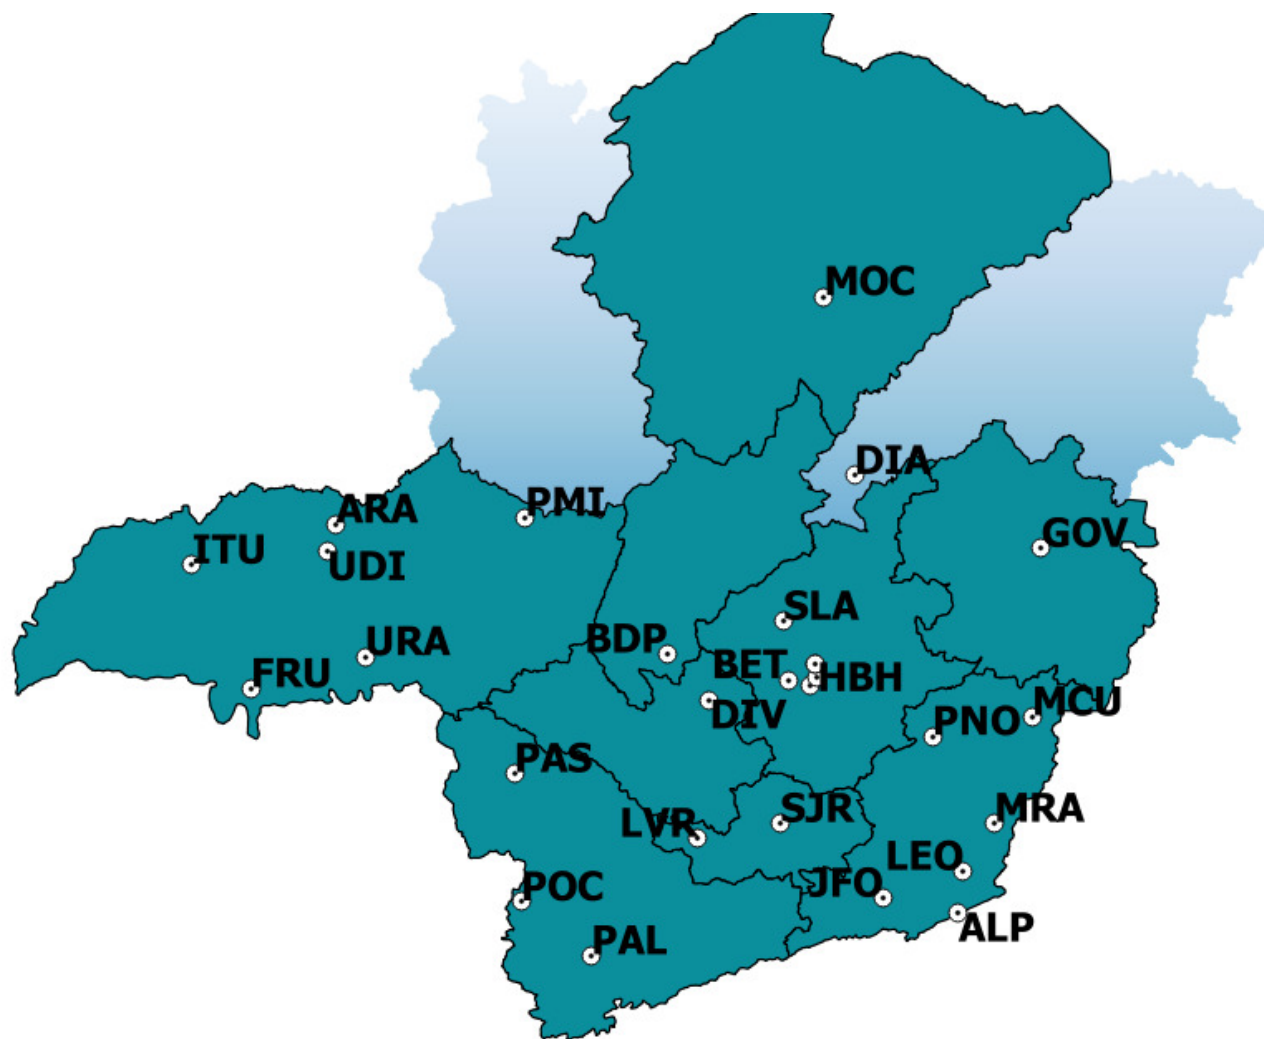 MOC
DIA
PMI
ARA
GOV
ITU
UDI
SLA
BDP
URA
BET
FRU
HBH
MCU
DIV
PNO
PAS
SJR
MRA
LVR
LEO
JFO
POC
ALP
PAL